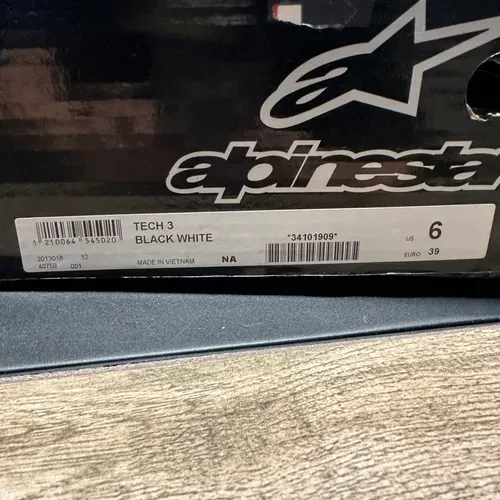 alpinestar
TECH 3
BLACK WHITE
1 210064 545020
*34101909*
US 6
2013018 12
MADE IN VIETNAM NA
EURO 39
40759 001